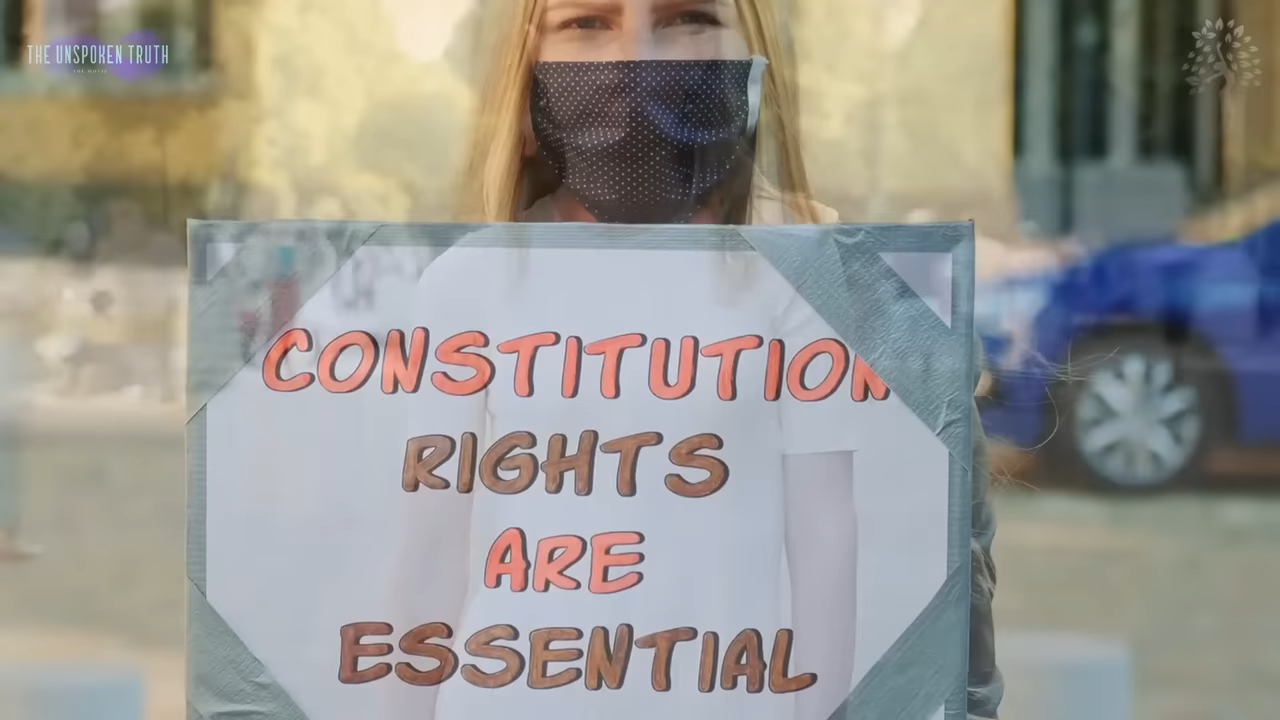 THE UNSPOKEN TRUTH
CONSTITUTION
RIGHTS
ARE
ESSENTIAL